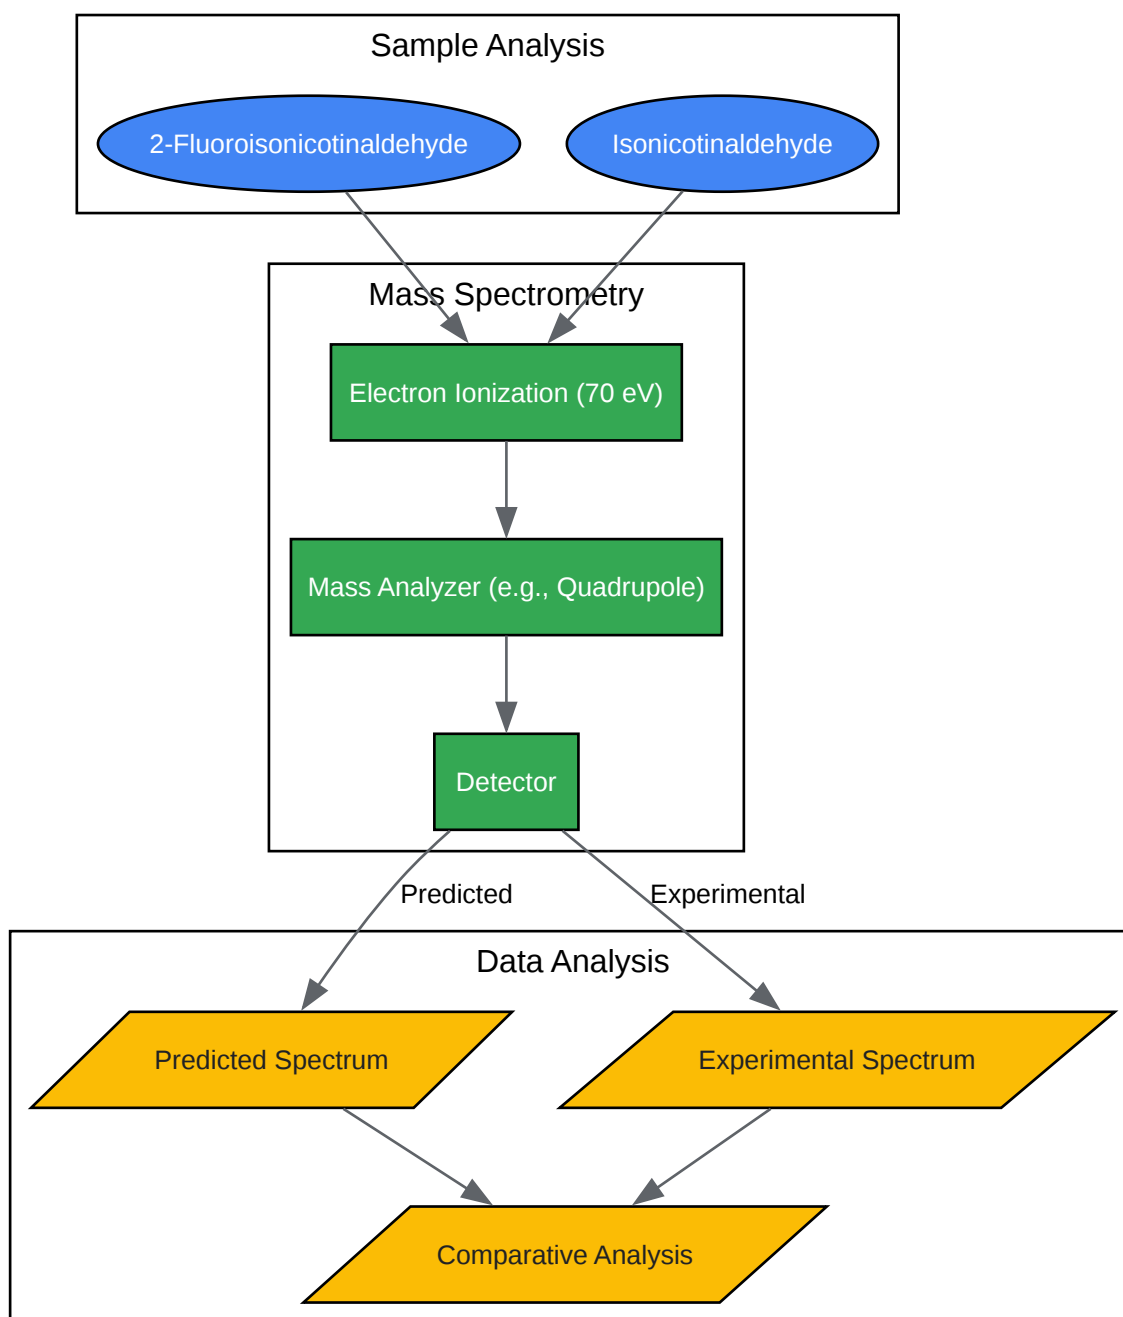 Sample Analysis
2-Fluoroisonicotinaldehyde
Isonicotinaldehyde
Mass Spectrometry
Electron Ionization (70 eV)
Mass Analyzer (e.g., Quadrupole)
Detector
Predicted
Experimental
Data Analysis
Predicted Spectrum
Experimental Spectrum
Comparative Analysis